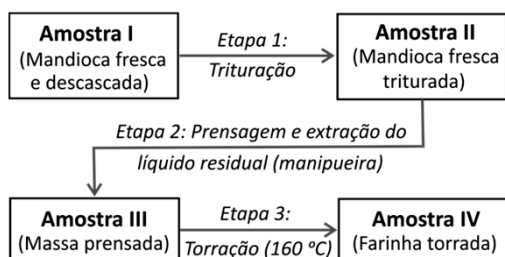 Amostra I
(Mandioca fresca
e descascada)
Etapa 1:
Trituração
Amostra II
(Mandioca fresca
triturada)
Etapa 2: Prensagem e extração do
líquido residual (manipueira)
Amostra III
(Massa prensada)
Etapa 3:
Torração (160 ºC)
Amostra IV
(Farinha torrada)